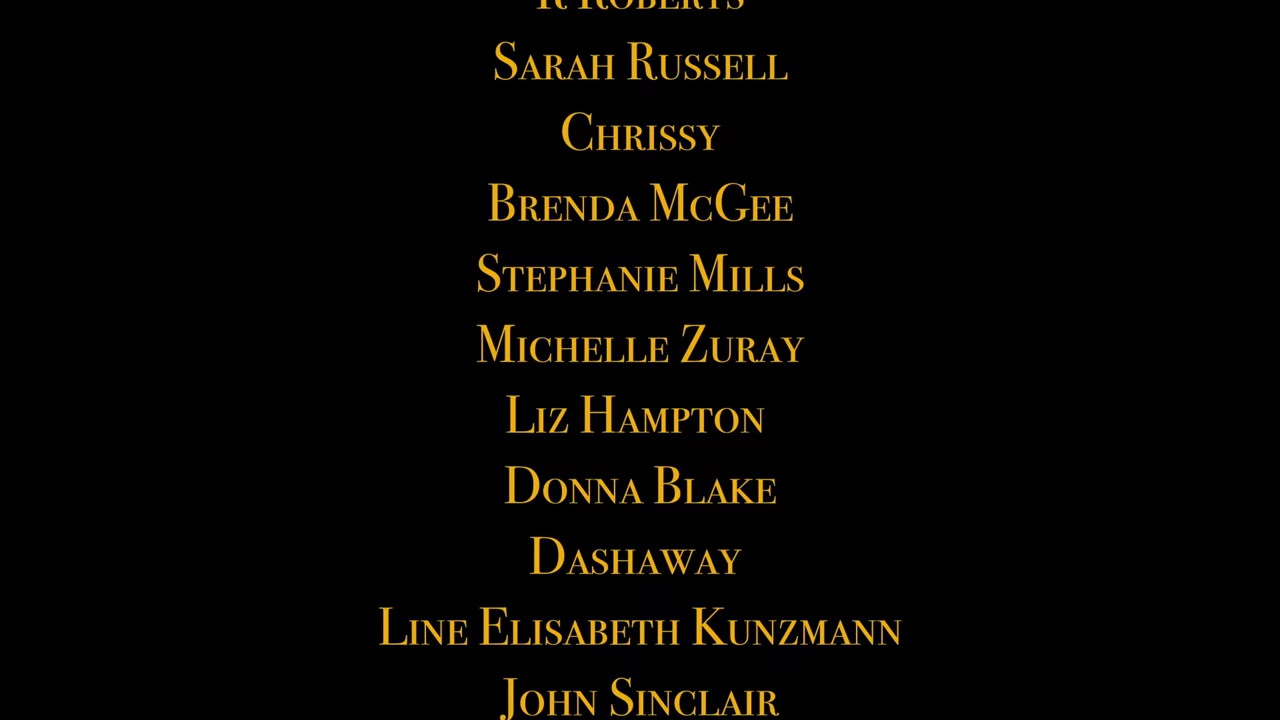 R Roberts
Sarah Russell
Chrissy
Brenda McGee
Stephanie Mills
Michelle Zuray
Liz Hampton
Donna Blake
Dashaway
Line Elisabeth Kunzmann
John Sinclair